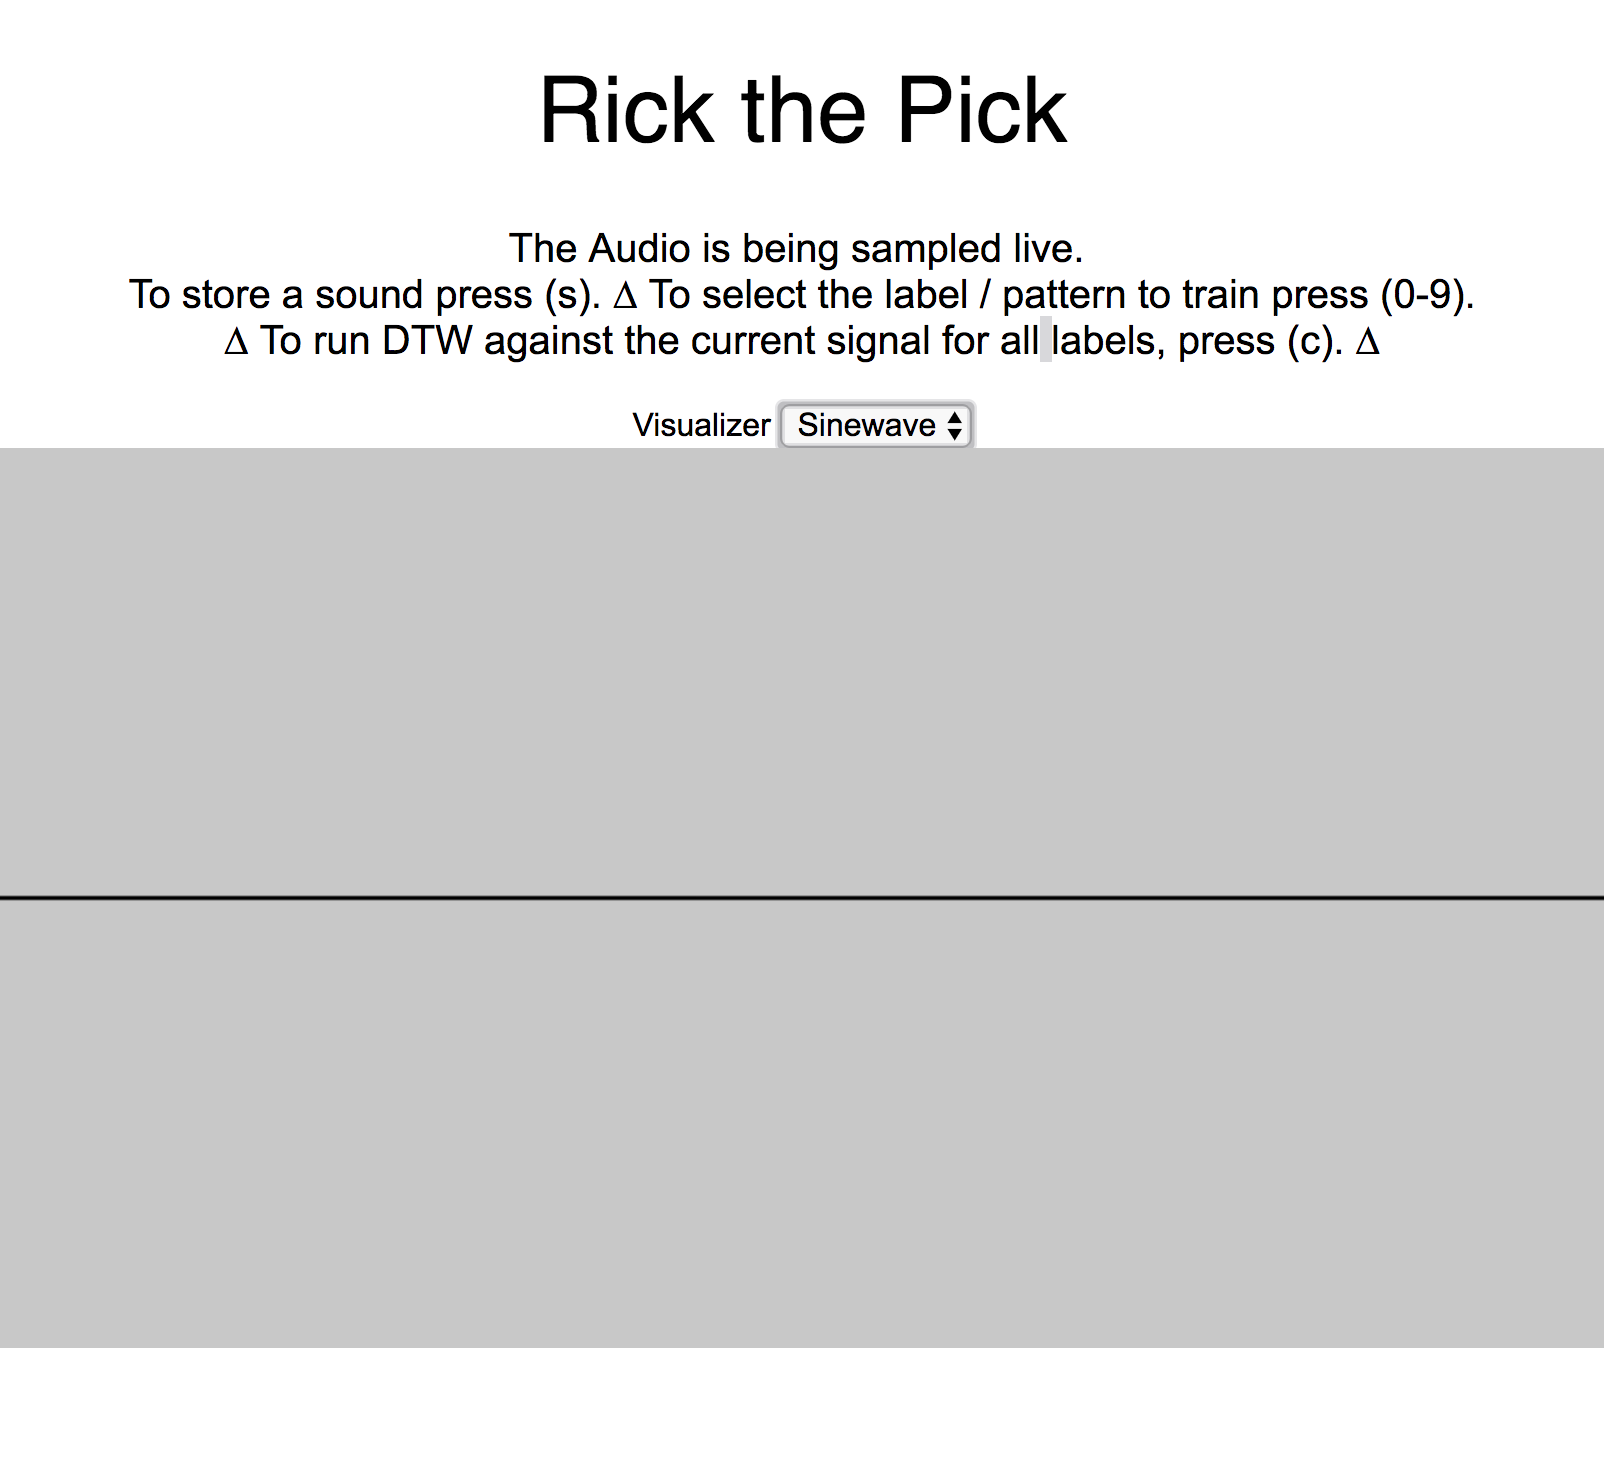 Rick the Pick
The Audio is being sampled live.
To store a sound press (s). Δ To select the label / pattern to train press (0-9).
Δ To run DTW against the current signal for all labels, press (c). Δ
Visualizer Sinewave